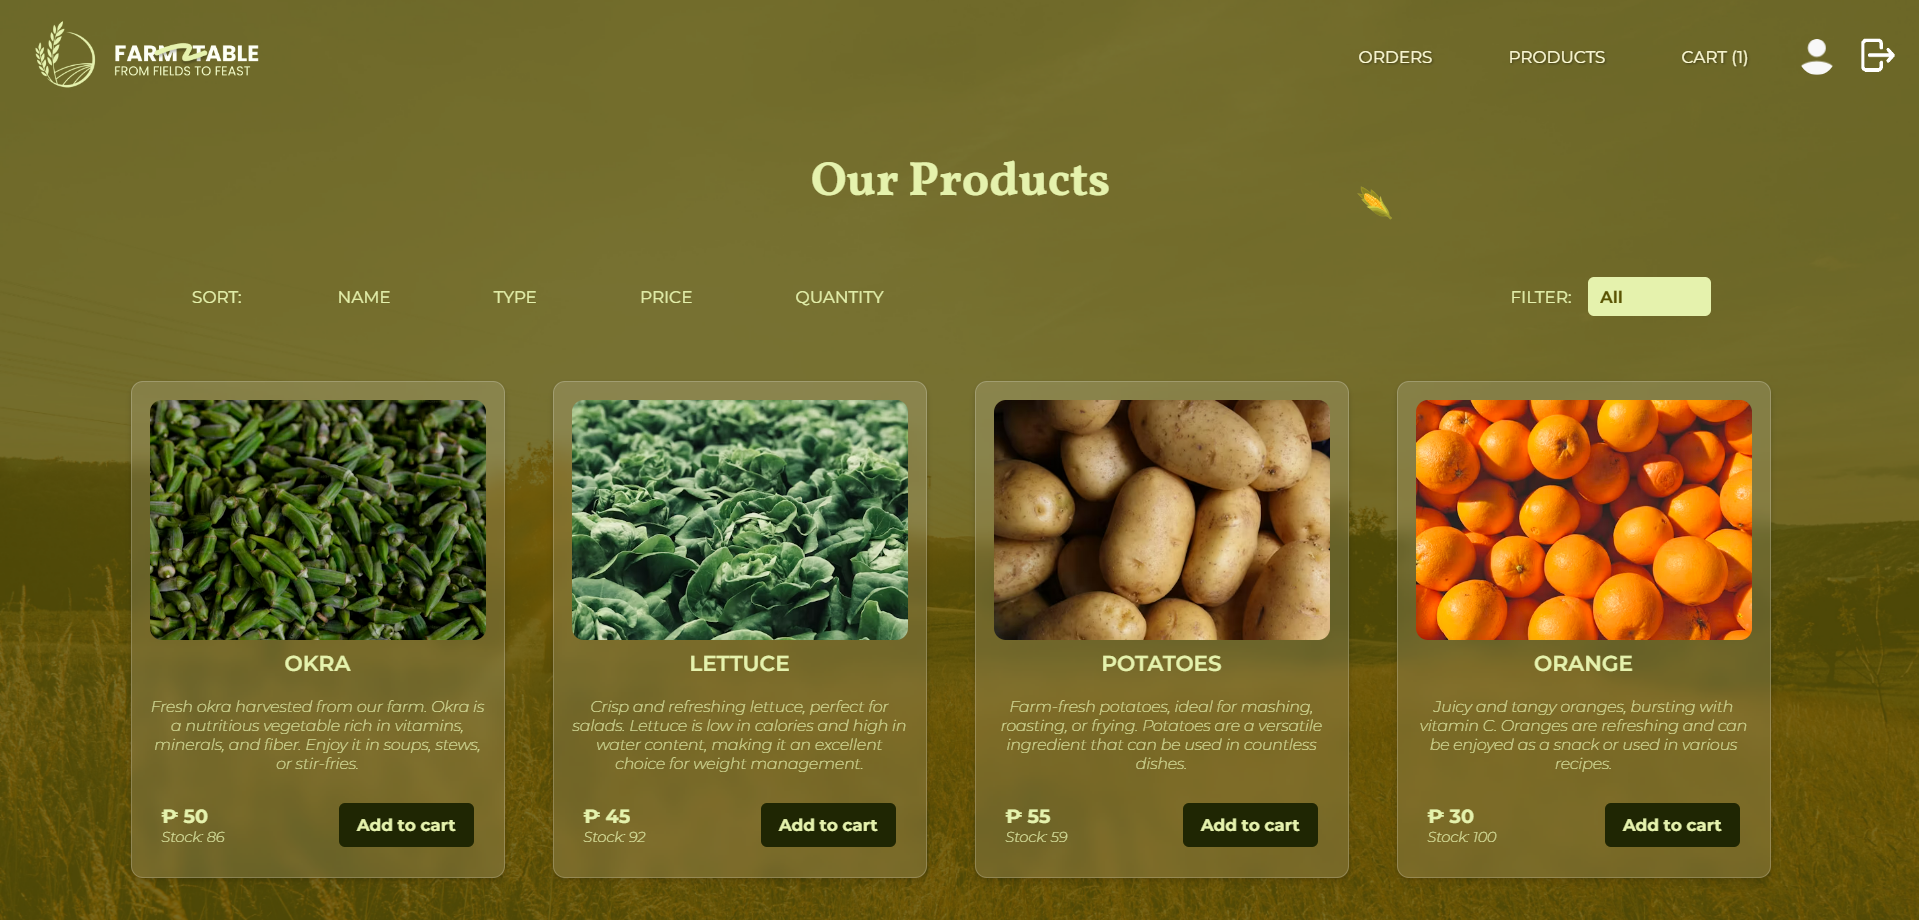 FARM 2 TABLE
FROM FIELDS TO FEAST
ORDERS
PRODUCTS
CART (1)
Our Products
SORT:
NAME
TYPE
PRICE
QUANTITY
FILTER:
All
OKRA
Fresh okra harvested from our farm. Okra is
a nutritious vegetable rich in vitamins,
minerals, and fiber. Enjoy it in soups, stews,
or stir-fries.
₱ 50
Stock: 86
Add to cart
LETTUCE
Crisp and refreshing lettuce, perfect for
salads. Lettuce is low in calories and high in
water content, making it an excellent
choice for weight management.
₱ 45
Stock: 92
Add to cart
POTATOES
Farm-fresh potatoes, ideal for mashing,
roasting, or frying. Potatoes are a versatile
ingredient that can be used in countless
dishes.
₱ 55
Stock: 59
Add to cart
ORANGE
Juicy and tangy oranges, bursting with
vitamin C. Oranges are refreshing and can
be enjoyed as a snack or used in various
recipes.
₱ 30
Stock: 100
Add to cart